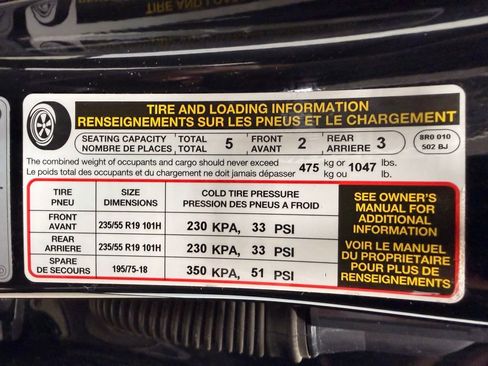 TIRE AND LOADING INFORMATION
RENSEIGNEMENTS SUR LES PNEUS ET LE CHARGEMENT
SEATING CAPACITY TOTAL 5 FRONT 2 REAR 3 8R0 010
NOMBRE DE PLACES TOTAL AVANT ARRIERE 502 BJ
The combined weight of occupants and cargo should never exceed 475 kg or 1047 lbs.
Le poids total des occupants et du chargement ne doit jamais dépasser kg ou lb.
TIRE SIZE COLD TIRE PRESSURE
PNEU DIMENSIONS PRESSION DES PNEUS A FROID
FRONT
AVANT 235/55 R19 101H 230 KPA, 33 PSI
REAR
ARRIERE 235/55 R19 101H 230 KPA, 33 PSI
SPARE
DE SECOURS 195/75-18 350 KPA, 51 PSI
SEE OWNER'S
MANUAL FOR
ADDITIONAL
INFORMATION
VOIR LE MANUEL
DU PROPRIETAIRE
POUR PLUS DE
RENSEIGNEMENTS